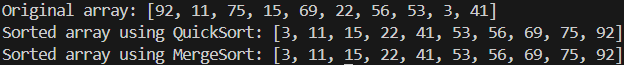 Original array: [92, 11, 75, 15, 69, 22, 56, 53, 3, 41]
Sorted array using QuickSort: [3, 11, 15, 22, 41, 53, 56, 69, 75, 92]
Sorted array using MergeSort: [3, 11, 15, 22, 41, 53, 56, 69, 75, 92]